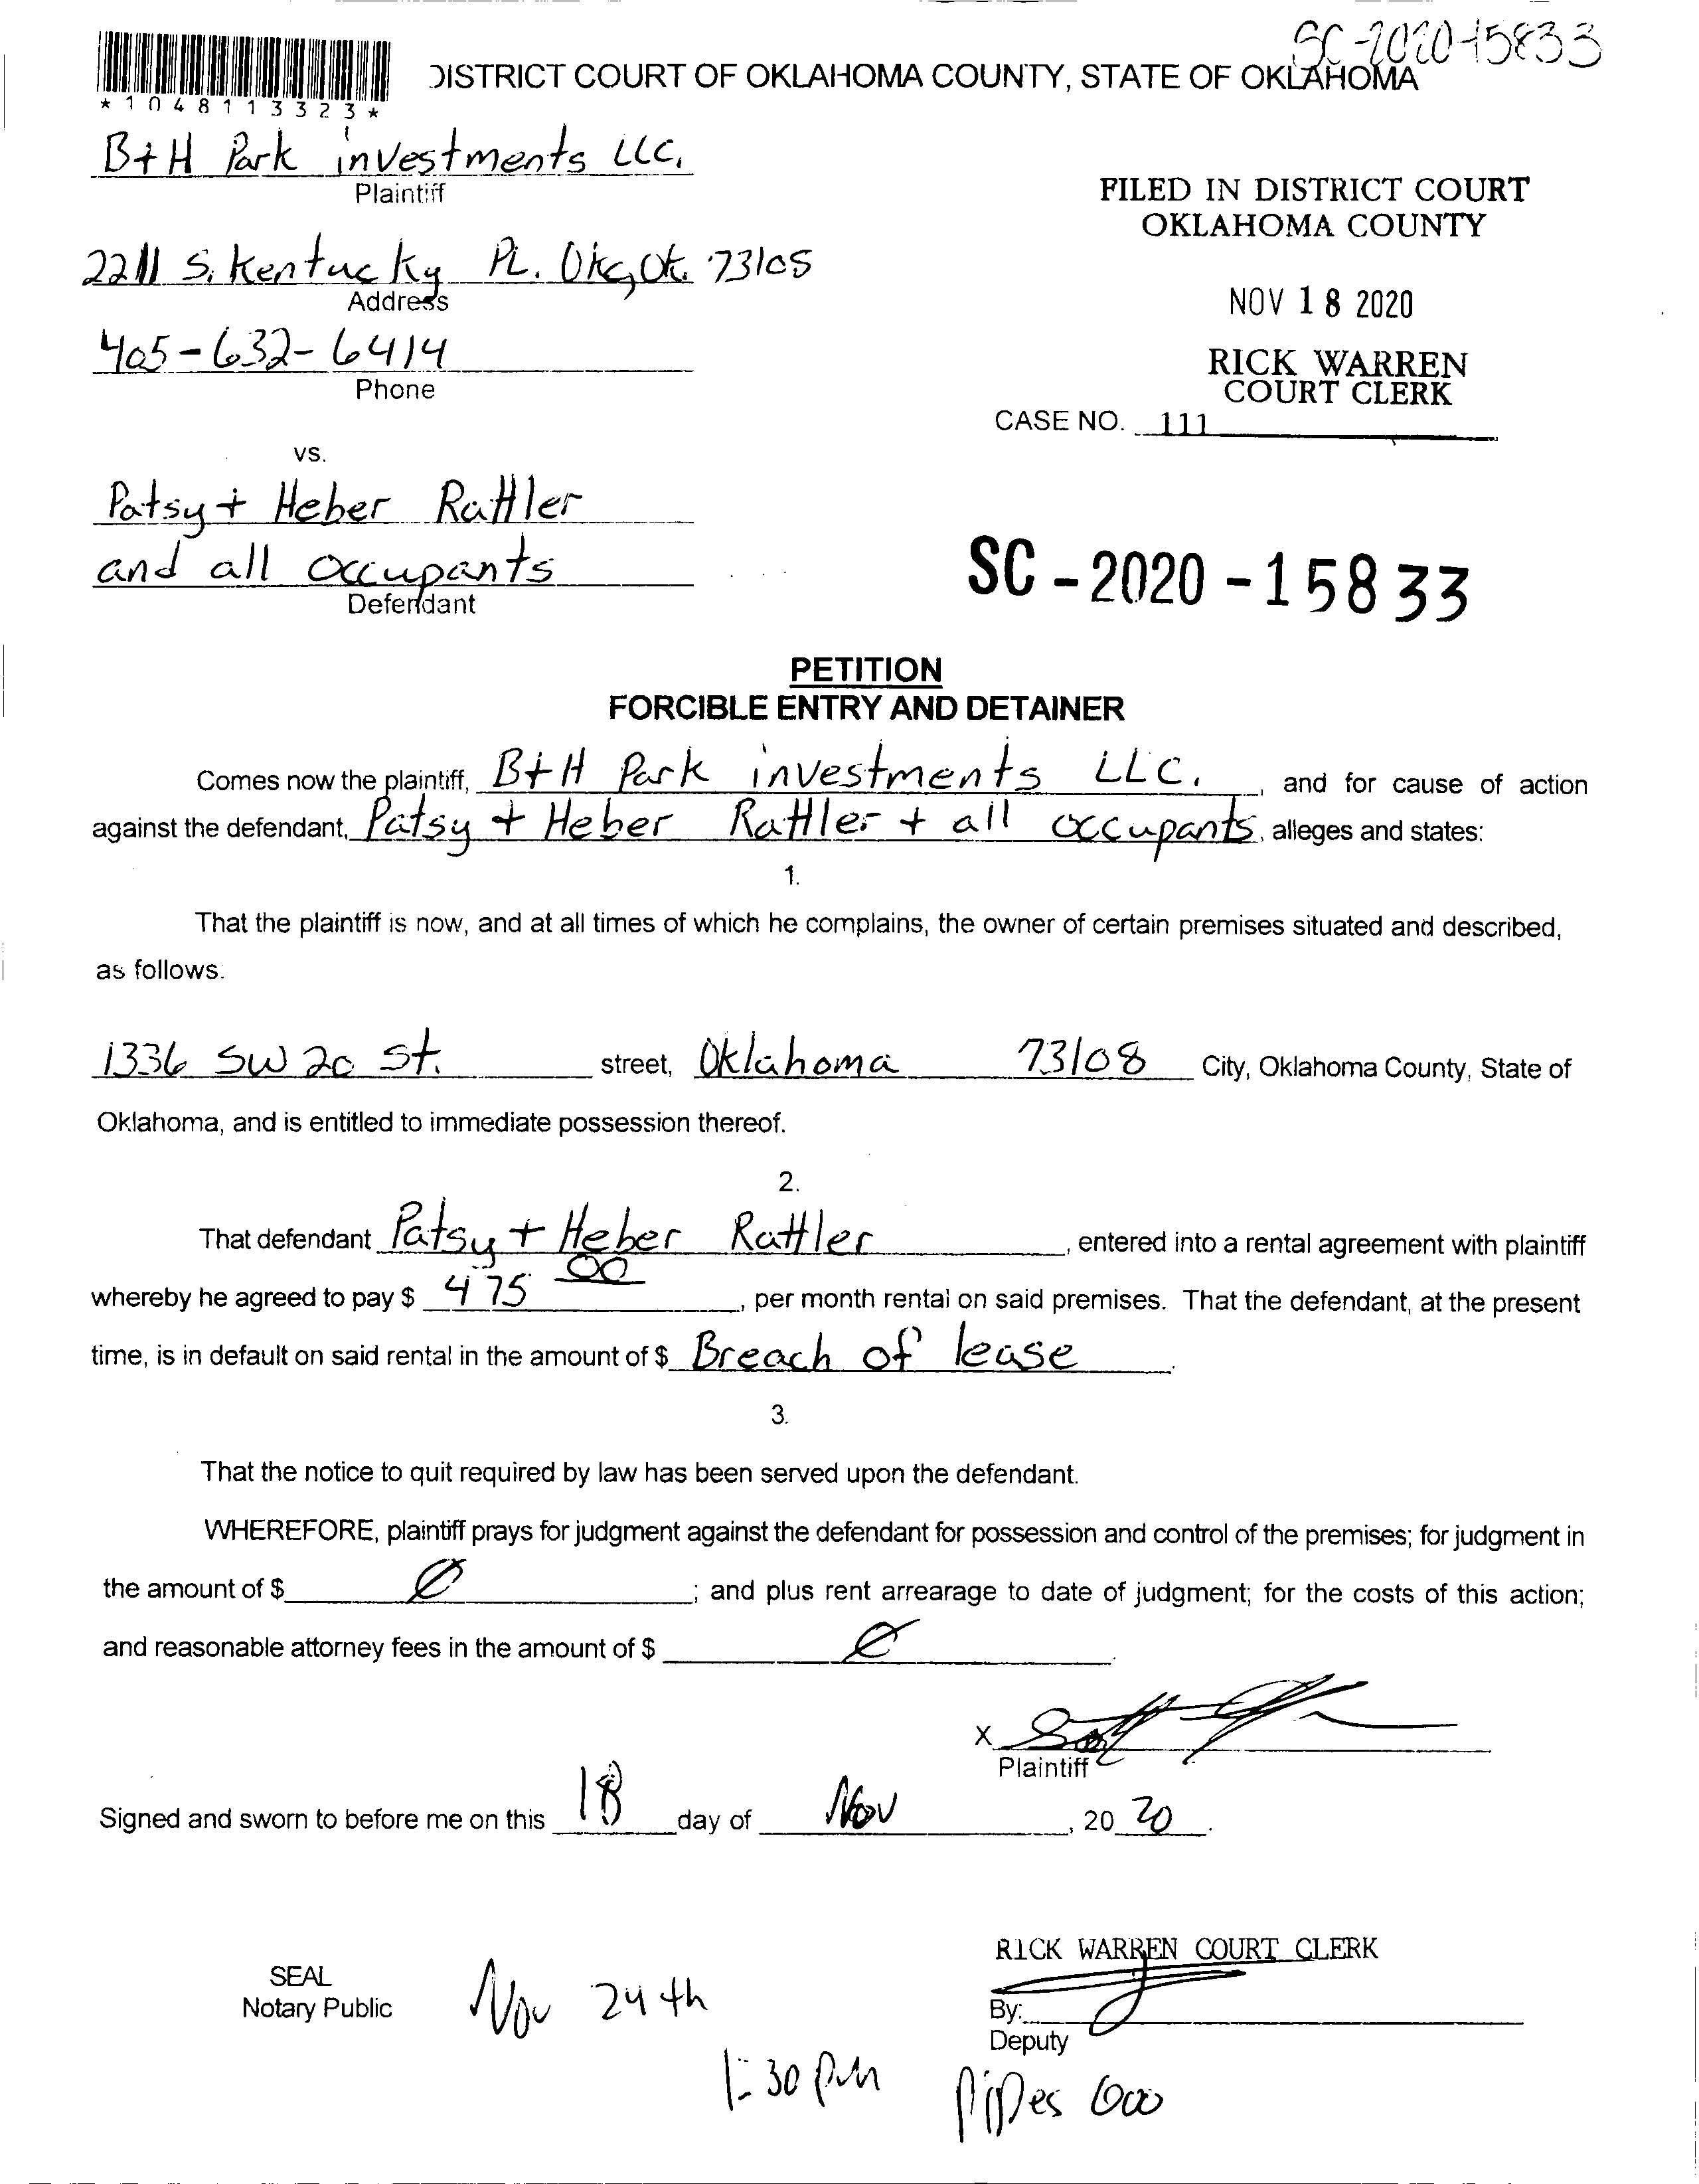 SC-2020-15833
*1048113323*
DISTRICT COURT OF OKLAHOMA COUNTY, STATE OF OKLAHOMA
B+H Park investments LLC.
Plaintiff
FILED IN DISTRICT COURT
OKLAHOMA COUNTY
2211 S. Kentucky PL. Okc, Ok. 73108
Address
NOV 18 2020
405-632-6414
Phone
RICK WARREN
COURT CLERK
CASE NO. 111
vs.
Patsy + Heber Rattler
and all occupants
Defendant
SC-2020-15833
PETITION
FORCIBLE ENTRY AND DETAINER
Comes now the plaintiff, B+H Park investments LLC. , and for cause of action
against the defendant, Patsy + Heber Rattler + all occupants, alleges and states:
1.
That the plaintiff is now, and at all times of which he complains, the owner of certain premises situated and described,
as follows:
1336 SW 20 St. street, Oklahoma 73108 City, Oklahoma County, State of
Oklahoma, and is entitled to immediate possession thereof.
2.
That defendant Patsy + Heber Rattler , entered into a rental agreement with plaintiff
whereby he agreed to pay $ 475 00 , per month rental on said premises. That the defendant, at the present
time, is in default on said rental in the amount of $ Breach of lease .
3.
That the notice to quit required by law has been served upon the defendant.
WHEREFORE, plaintiff prays for judgment against the defendant for possession and control of the premises; for judgment in
the amount of $ Ø ; and plus rent arrearage to date of judgment; for the costs of this action;
and reasonable attorney fees in the amount of $ Ø .
X
Plaintiff
Signed and sworn to before me on this 18 day of Nov , 20 20 .
RICK WARREN COURT CLERK
SEAL
Notary Public
Nov 24th
By:
Deputy
1:30 pm